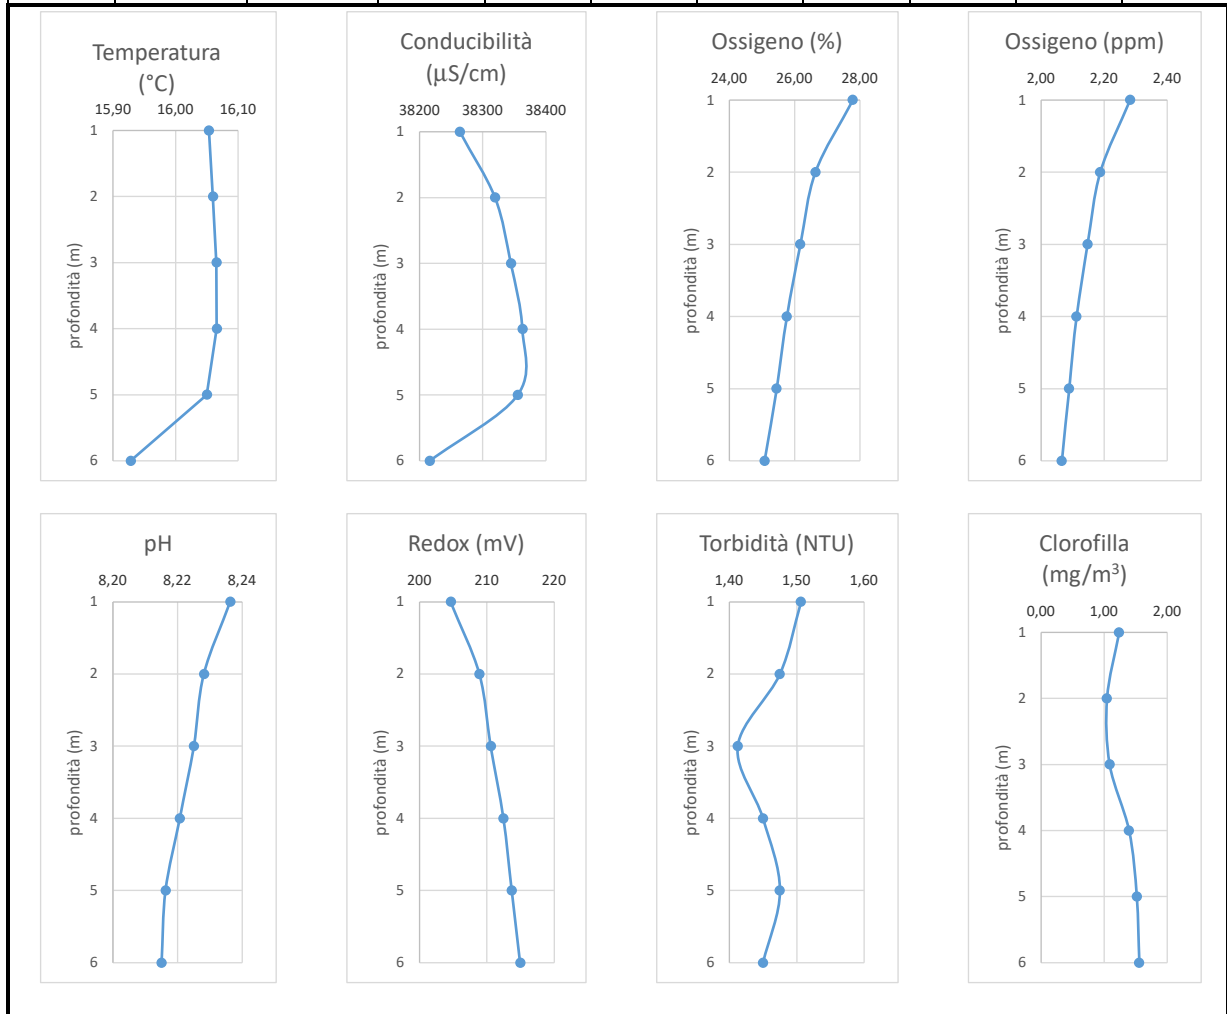 Temperatura
(°C)
15,90 16,00 16,10
1
2
3
4
5
6
profondità (m)
Conducibilità
(µS/cm)
38200 38300 38400
1
2
3
4
5
6
profondità (m)
Ossigeno (%)
24,00 26,00 28,00
1
2
3
4
5
6
profondità (m)
Ossigeno (ppm)
2,00 2,20 2,40
1
2
3
4
5
6
profondità (m)
pH
8,20 8,22 8,24
1
2
3
4
5
6
profondità (m)
Redox (mV)
200 210 220
1
2
3
4
5
6
profondità (m)
Torbidità (NTU)
1,40 1,50 1,60
1
2
3
4
5
6
profondità (m)
Clorofilla
(mg/m³)
0,00 1,00 2,00
1
2
3
4
5
6
profondità (m)